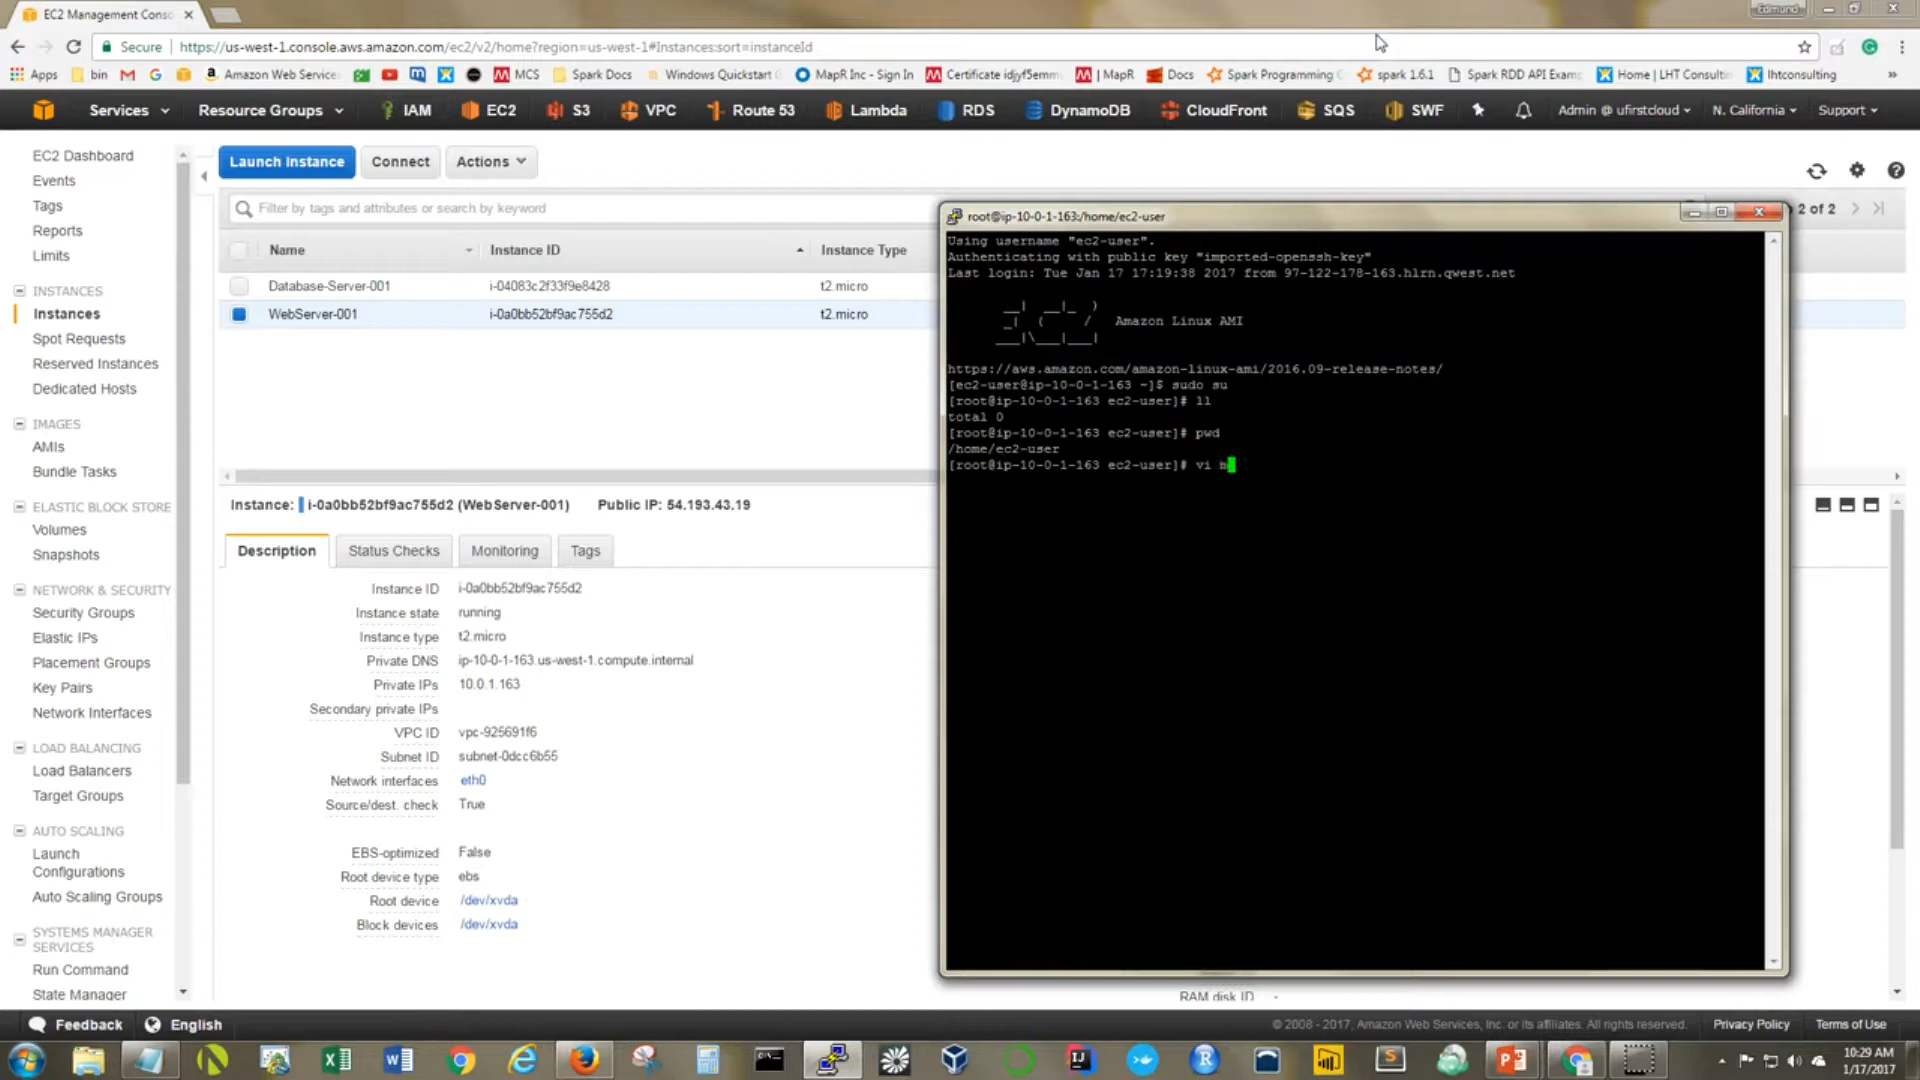 EC2 Management Conso
Edmund
Secure
https://us-west-1.console.aws.amazon.com/ec2/v2/home?region=us-west-1#Instances:sort=instanceId
Apps bin Amazon Web Service MCS Spark Docs Windows Quickstart MapR Inc - Sign In Certificate idjyf5emm | MapR Docs Spark Programming spark 1.6.1 Spark RDD API Exam Home | LHT Consulti lhtconsulting
Services Resource Groups IAM EC2 S3 VPC Route 53 Lambda RDS DynamoDB CloudFront SQS SWF Admin @ ufirstcloud N. California Support
EC2 Dashboard
Events
Tags
Reports
Limits
INSTANCES
Instances
Spot Requests
Reserved Instances
Dedicated Hosts
IMAGES
AMIs
Bundle Tasks
ELASTIC BLOCK STORE
Volumes
Snapshots
NETWORK & SECURITY
Security Groups
Elastic IPs
Placement Groups
Key Pairs
Network Interfaces
LOAD BALANCING
Load Balancers
Target Groups
AUTO SCALING
Launch
Configurations
Auto Scaling Groups
SYSTEMS MANAGER
SERVICES
Run Command
State Manager
Launch Instance Connect Actions
Filter by tags and attributes or search by keyword
2 of 2
Name Instance ID Instance Type
Database-Server-001 i-04083c2f33f9e8428 t2.micro
WebServer-001 i-0a0bb52bf9ac755d2 t2.micro
Instance: i-0a0bb52bf9ac755d2 (WebServer-001) Public IP: 54.193.43.19
Description Status Checks Monitoring Tags
Instance ID i-0a0bb52bf9ac755d2
Instance state running
Instance type t2.micro
Private DNS ip-10-0-1-163.us-west-1.compute.internal
Private IPs 10.0.1.163
Secondary private IPs
VPC ID vpc-925691f6
Subnet ID subnet-0dcc6b55
Network interfaces eth0
Source/dest. check True
EBS-optimized False
Root device type ebs
Root device /dev/xvda
Block devices /dev/xvda
RAM disk ID -
root@ip-10-0-1-163:/home/ec2-user
Using username "ec2-user".
Authenticating with public key "imported-openssh-key"
Last login: Tue Jan 17 17:19:38 2017 from 97-122-178-163.hlrn.qwest.net
__| __|_ )
_| ( / Amazon Linux AMI
___|\___|___|
https://aws.amazon.com/amazon-linux-ami/2016.09-release-notes/
[ec2-user@ip-10-0-1-163 ~]$ sudo su
[root@ip-10-0-1-163 ec2-user]# ll
total 0
[root@ip-10-0-1-163 ec2-user]# pwd
/home/ec2-user
[root@ip-10-0-1-163 ec2-user]# vi m
Feedback English
© 2008 - 2017, Amazon Web Services, Inc. or its affiliates. All rights reserved. Privacy Policy Terms of Use
10:29 AM
1/17/2017